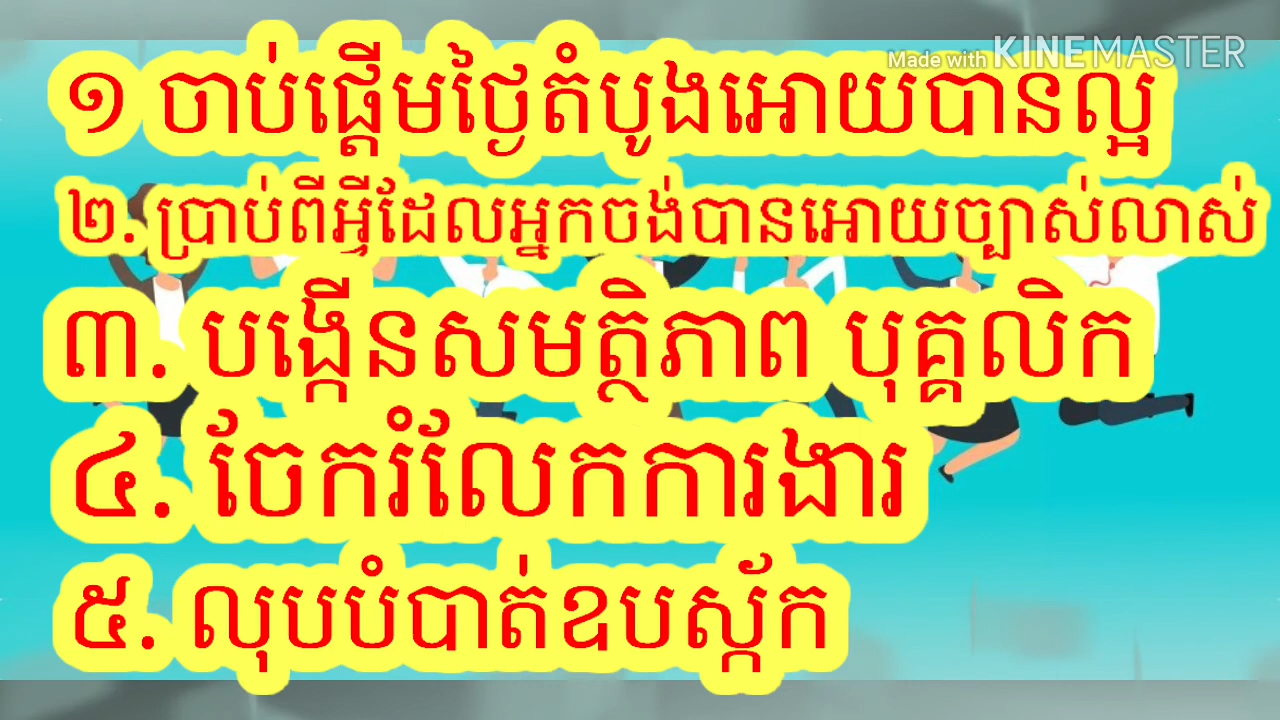 Made with KINEMASTER
១ ចាប់ផ្ដើមថ្ងៃតំបូងអោយបានល្អ
២. ប្រាប់ពីអ្វីដែលអ្នកចង់បានអោយច្បាស់លាស់
៣. បង្កើនសមត្ថិភាព បុគ្គលិក
៤. ចែករំលែកការងារ
៥. លុបបំបាត់ឧបស្ក័ក